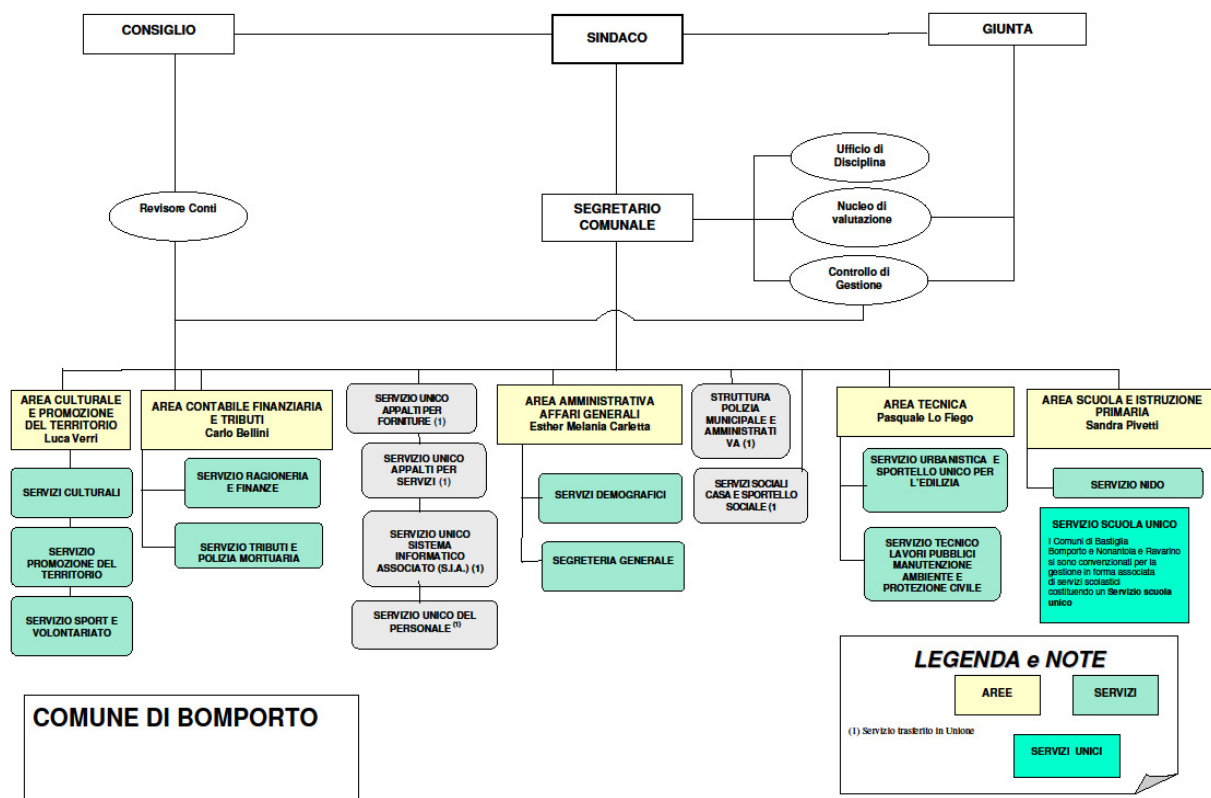 CONSIGLIO
SINDACO
GIUNTA
Ufficio di
Disciplina
Revisore Conti
SEGRETARIO
COMUNALE
Nucleo di
valutazione
Controllo di
Gestione
AREA CULTURALE
E PROMOZIONE
DEL TERRITORIO
Luca Verri
AREA CONTABILE FINANZIARIA
E TRIBUTI
Carlo Bellini
SERVIZIO UNICO
APPALTI PER
FORNITURE (1)
AREA AMMINISTRATIVA
AFFARI GENERALI
Esther Melania Carletta
STRUTTURA
POLIZIA
MUNICIPALE E
AMMINISTRATI
VA (1)
AREA TECNICA
Pasquale Lo Fiego
AREA SCUOLA E ISTRUZIONE
PRIMARIA
Sandra Pivetti
SERVIZI CULTURALI
SERVIZIO RAGIONERIA
E FINANZE
SERVIZIO UNICO
APPALTI PER
SERVIZI (1)
SERVIZI DEMOGRAFICI
SERVIZI SOCIALI
CASA E SPORTELLO
SOCIALE (1
SERVIZIO URBANISTICA E
SPORTELLO UNICO PER
L'EDILIZIA
SERVIZIO NIDO
SERVIZIO
PROMOZIONE DEL
TERRITORIO
SERVIZIO TRIBUTI E
POLIZIA MORTUARIA
SERVIZIO UNICO
SISTEMA
INFORMATICO
ASSOCIATO (S.I.A.) (1)
SEGRETERIA GENERALE
SERVIZIO TECNICO
LAVORI PUBBLICI
MANUTENZIONE
AMBIENTE E
PROTEZIONE CIVILE
SERVIZIO SCUOLA UNICO
I Comuni di Bastiglia
Bomporto e Nonantola e Ravarino
si sono convenzionati per la
gestione in forma associata
di servizi scolastici
costituendo un Servizio scuola
unico
SERVIZIO SPORT E
VOLONTARIATO
SERVIZIO UNICO DEL
PERSONALE (1)
COMUNE DI BOMPORTO
LEGENDA e NOTE
AREE
SERVIZI
(1) Servizio trasferito in Unione
SERVIZI UNICI